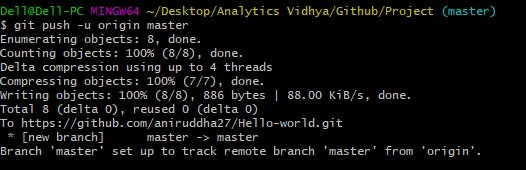 Dell@Dell-PC MINGW64 ~/Desktop/Analytics Vidhya/Github/Project (master)
$ git push -u origin master
Enumerating objects: 8, done.
Counting objects: 100% (8/8), done.
Delta compression using up to 4 threads
Compressing objects: 100% (7/7), done.
Writing objects: 100% (8/8), 886 bytes | 88.00 KiB/s, done.
Total 8 (delta 0), reused 0 (delta 0)
To https://github.com/aniruddha27/Hello-world.git
 * [new branch]      master -> master
Branch 'master' set up to track remote branch 'master' from 'origin'.